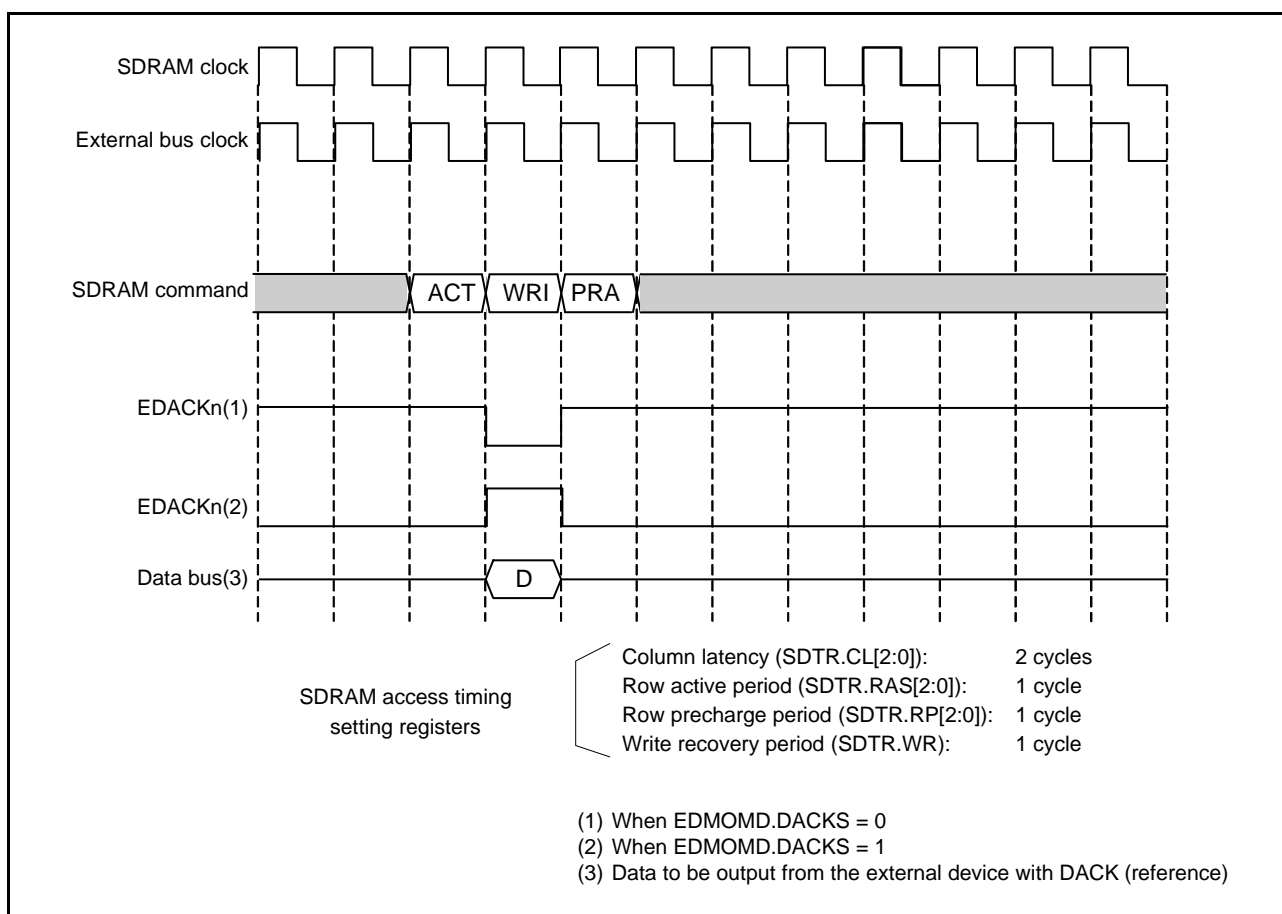 SDRAM clock
External bus clock
SDRAM command
ACT WRI PRA
EDACKn(1)
EDACKn(2)
Data bus(3)
D
SDRAM access timing
setting registers
Column latency (SDTR.CL[2:0]): 2 cycles
Row active period (SDTR.RAS[2:0]): 1 cycle
Row precharge period (SDTR.RP[2:0]): 1 cycle
Write recovery period (SDTR.WR): 1 cycle
(1) When EDMOMD.DACKS = 0
(2) When EDMOMD.DACKS = 1
(3) Data to be output from the external device with DACK (reference)